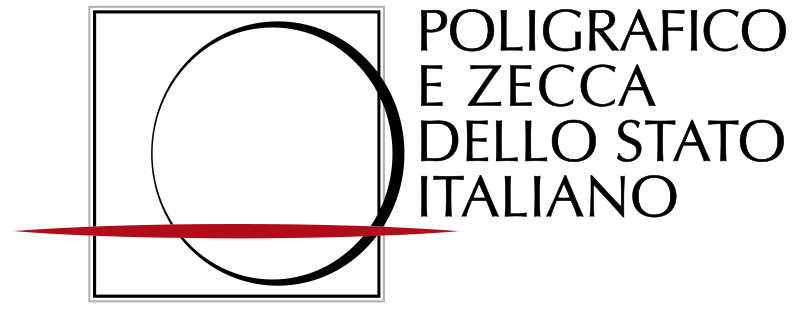 POLIGRAFICO
E ZECCA
DELLO STATO
ITALIANO